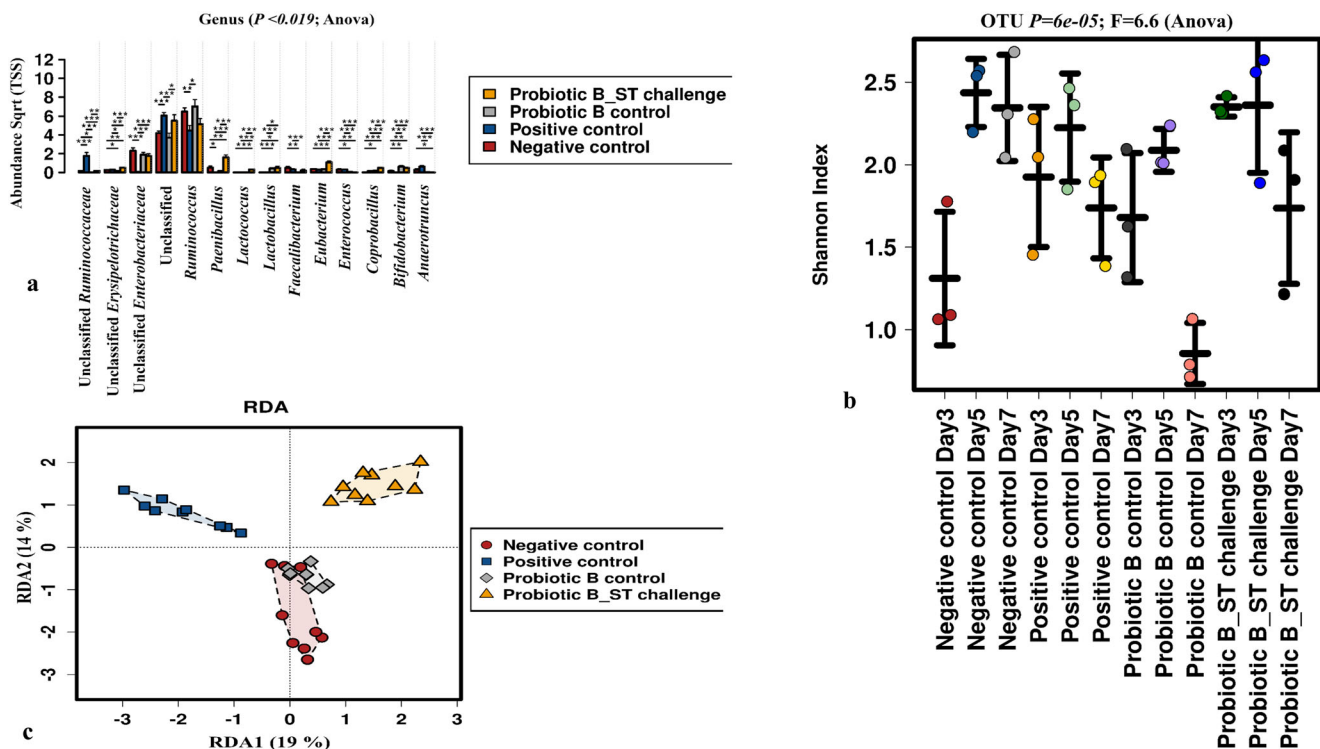 Genus (P <0.019; Anova)
Abundance Sqrt (TSS)
12
10
8
6
4
2
0
Unclassified Ruminococcaceae
Unclassified Erysipelotrichaceae
Unclassified Enterobacteriaceae
Unclassified
Ruminococcus
Paenibacillus
Lactococcus
Lactobacillus
Faecalibacterium
Eubacterium
Enterococcus
Coprobacillus
Bifidobacterium
Anaerotruncus
Probiotic B_ST challenge
Probiotic B control
Positive control
Negative control
a
OTU P=6e-05; F=6.6 (Anova)
Shannon Index
2.5
2.0
1.5
1.0
Negative control Day3
Negative control Day5
Negative control Day7
Positive control Day3
Positive control Day5
Positive control Day7
Probiotic B control Day3
Probiotic B control Day5
Probiotic B control Day7
Probiotic B_ST challenge Day3
Probiotic B_ST challenge Day5
Probiotic B_ST challenge Day7
b
RDA
RDA2 (14 %)
2
1
0
-1
-2
-3
-3 -2 -1 0 1 2 3
RDA1 (19 %)
Negative control
Positive control
Probiotic B control
Probiotic B_ST challenge
c